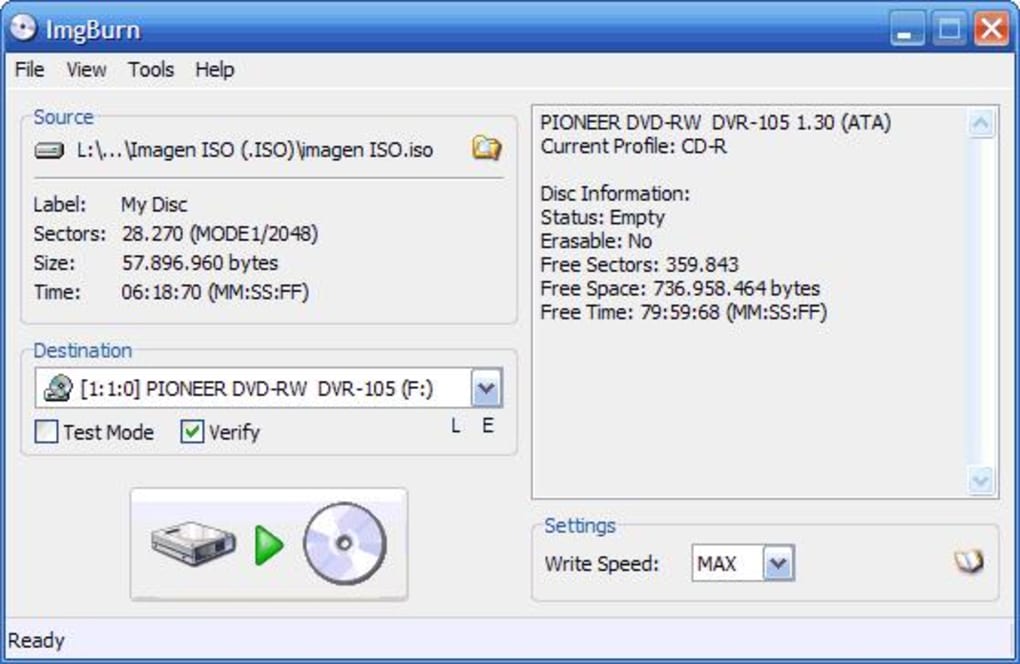 ImgBurn
File View Tools Help
Source
L:\...\Imagen ISO (.ISO)\imagen ISO.iso
Label: My Disc
Sectors: 28.270 (MODE1/2048)
Size: 57.896.960 bytes
Time: 06:18:70 (MM:SS:FF)
Destination
[1:1:0] PIONEER DVD-RW DVR-105 (F:)
Test Mode Verify L E
PIONEER DVD-RW DVR-105 1.30 (ATA)
Current Profile: CD-R
Disc Information:
Status: Empty
Erasable: No
Free Sectors: 359.843
Free Space: 736.958.464 bytes
Free Time: 79:59:68 (MM:SS:FF)
Settings
Write Speed: MAX
Ready